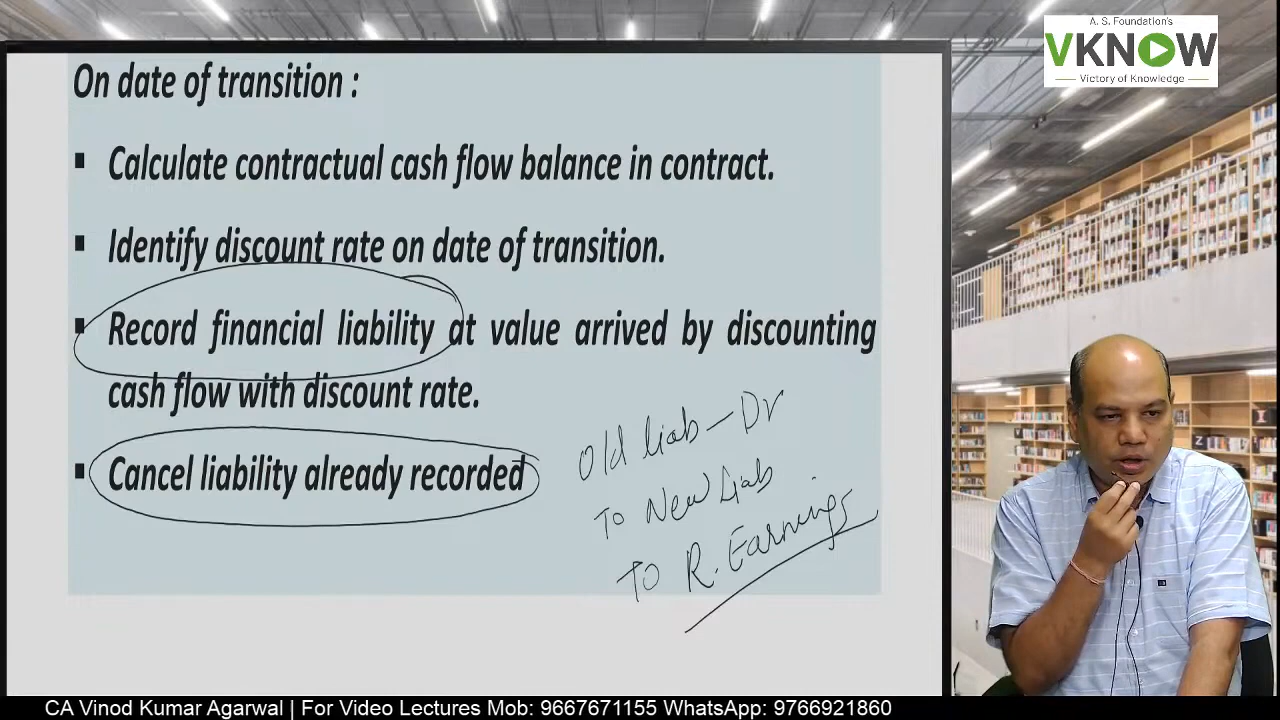 A. S. Foundation's
VKNOW
Victory of Knowledge
On date of transition :
▪ Calculate contractual cash flow balance in contract.
▪ Identify discount rate on date of transition.
▪ Record financial liability at value arrived by discounting
cash flow with discount rate.
▪ Cancel liability already recorded
Old liab - Dr
To New Liab
To R. Earnings
CA Vinod Kumar Agarwal | For Video Lectures Mob: 9667671155 WhatsApp: 9766921860